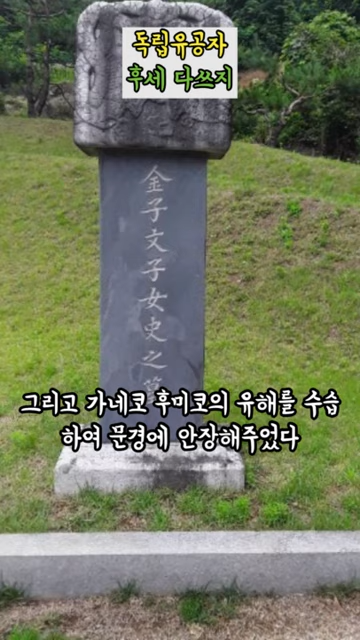 독립유공자
후세 다쓰지
金子文子女史之墓
그리고 가네코 후미코의 유해를 수습
하여 문경에 안장해주었다